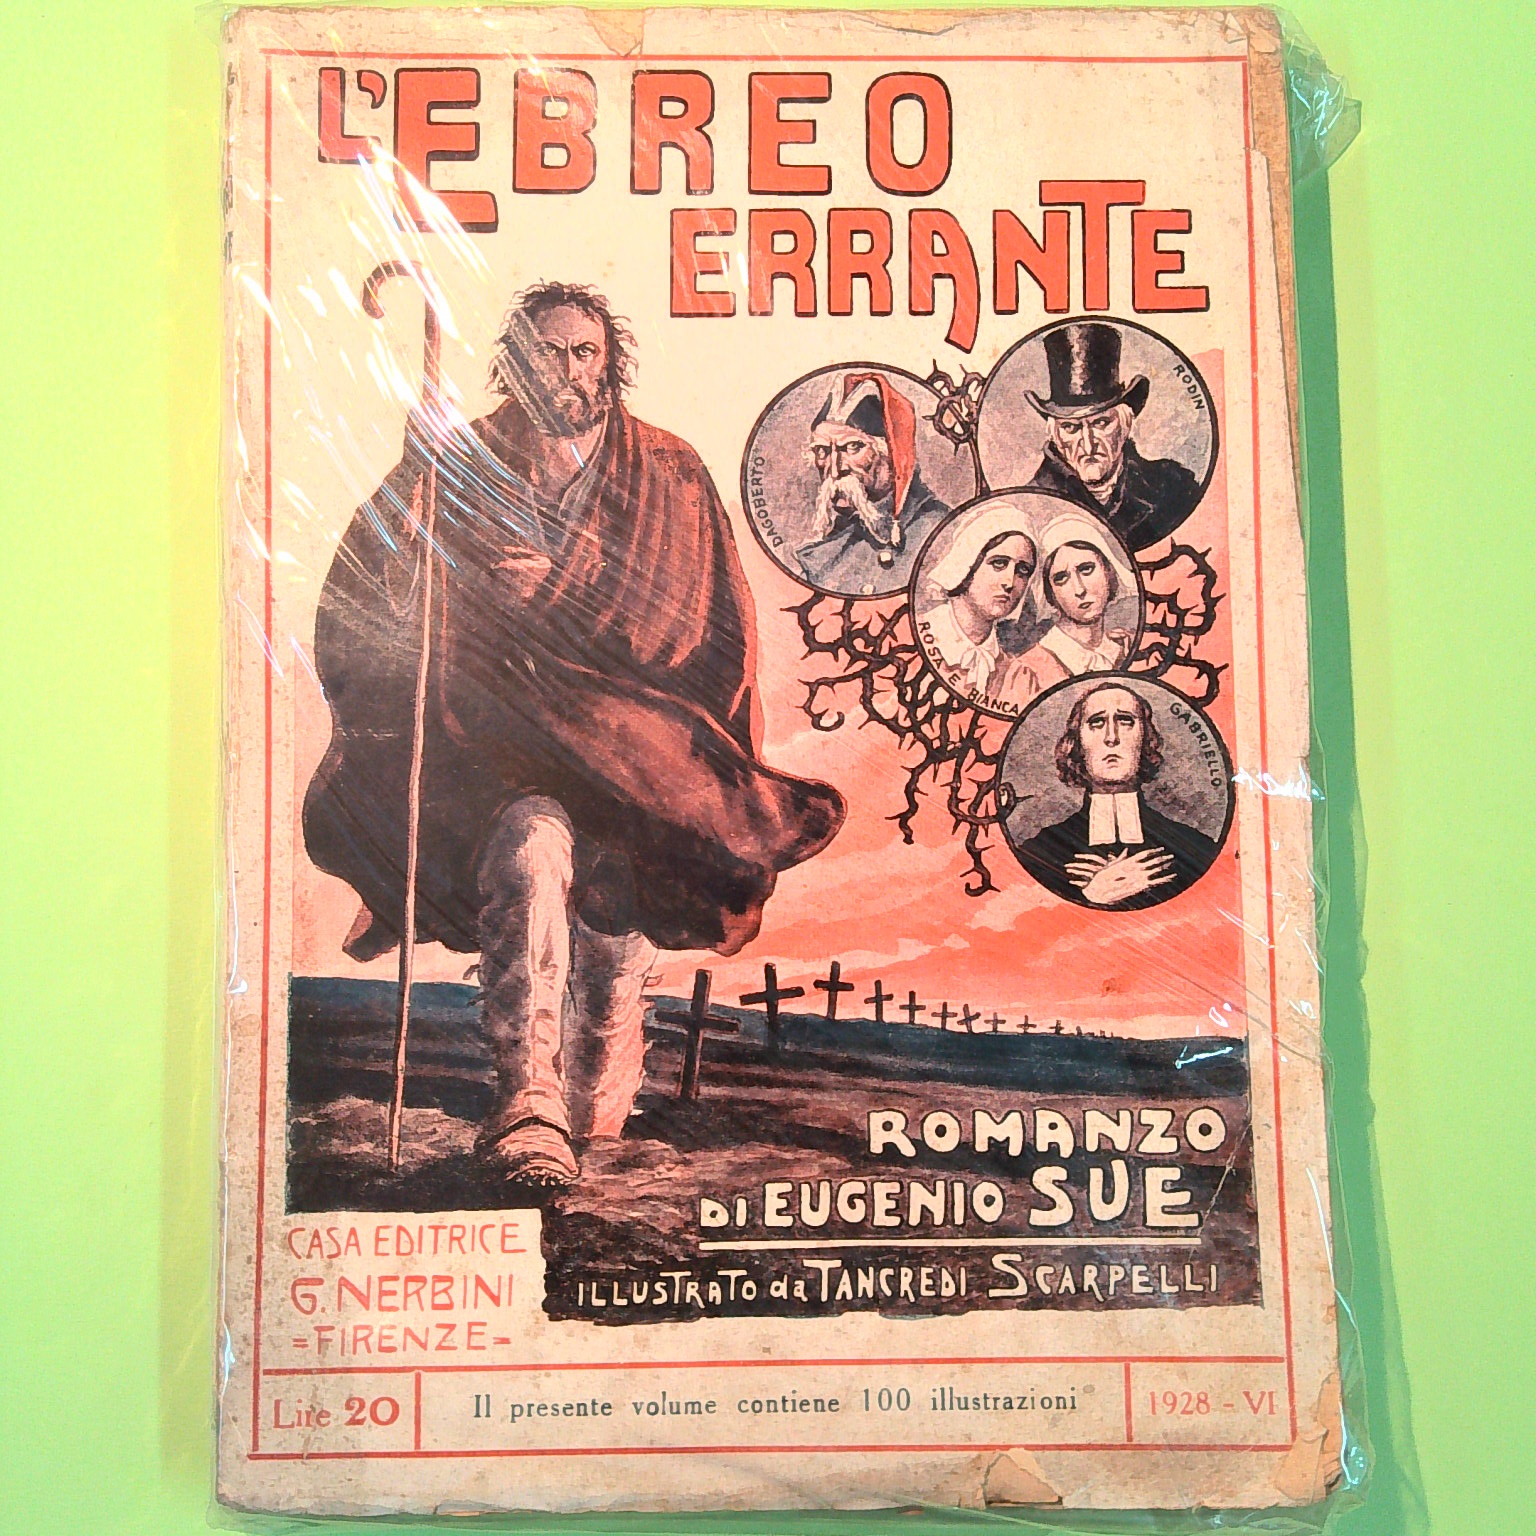 L'EBREO
ERRANTE
DAGOBERTO
RODIN
ROSA E BIANCA
GABRIELLO
ROMANZO
DI EUGENIO SUE
ILLUSTRATO da TANCREDI SCARPELLI
CASA EDITRICE
G. NERBINI
=FIRENZE=
Lire 20
Il presente volume contiene 100 illustrazioni
1928 - VI